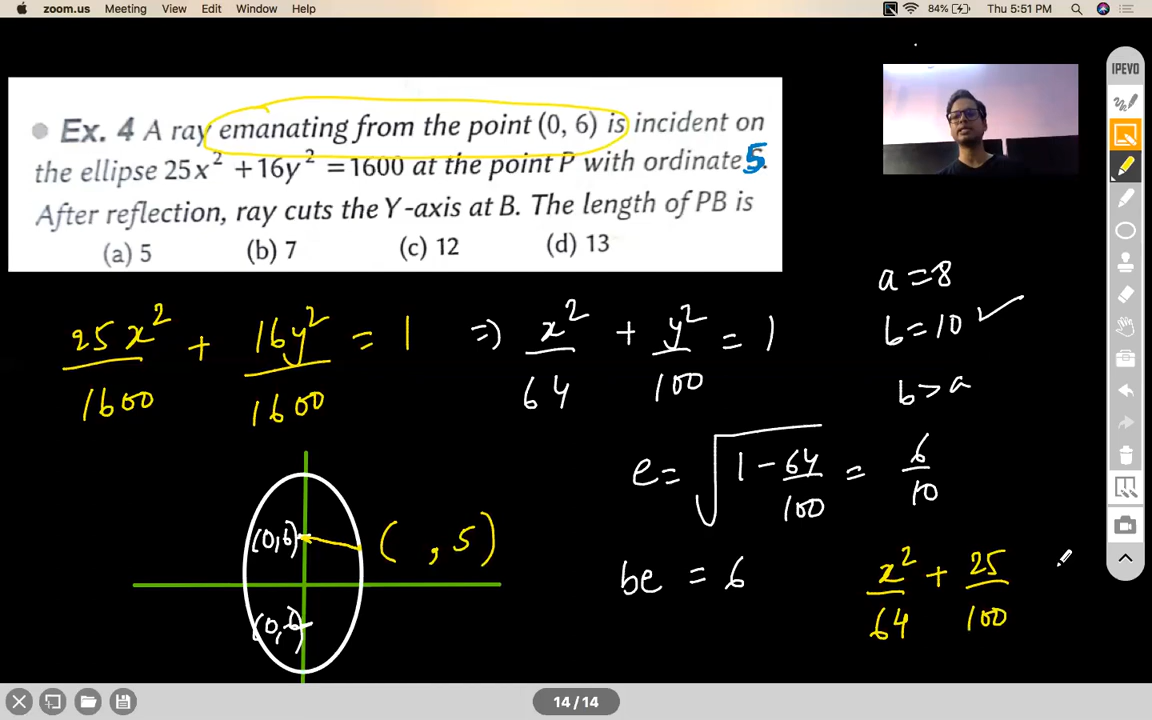 zoom.us Meeting View Edit Window Help 84% Thu 5:51 PM
IPEVO
Ex. 4 A ray emanating from the point (0, 6) is incident on
the ellipse 25x² +16y² =1600 at the point P with ordinate 5.
After reflection, ray cuts the Y-axis at B. The length of PB is
(a) 5 (b) 7 (c) 12 (d) 13
25x²/1600 + 16y²/1600 = 1 => x²/64 + y²/100 = 1
a = 8
b = 10 ✓
b > a
e = √(1 - 64/100) = 6/10
be = 6
(0,6) ( , 5)
x²/64 + 25/100
14 / 14